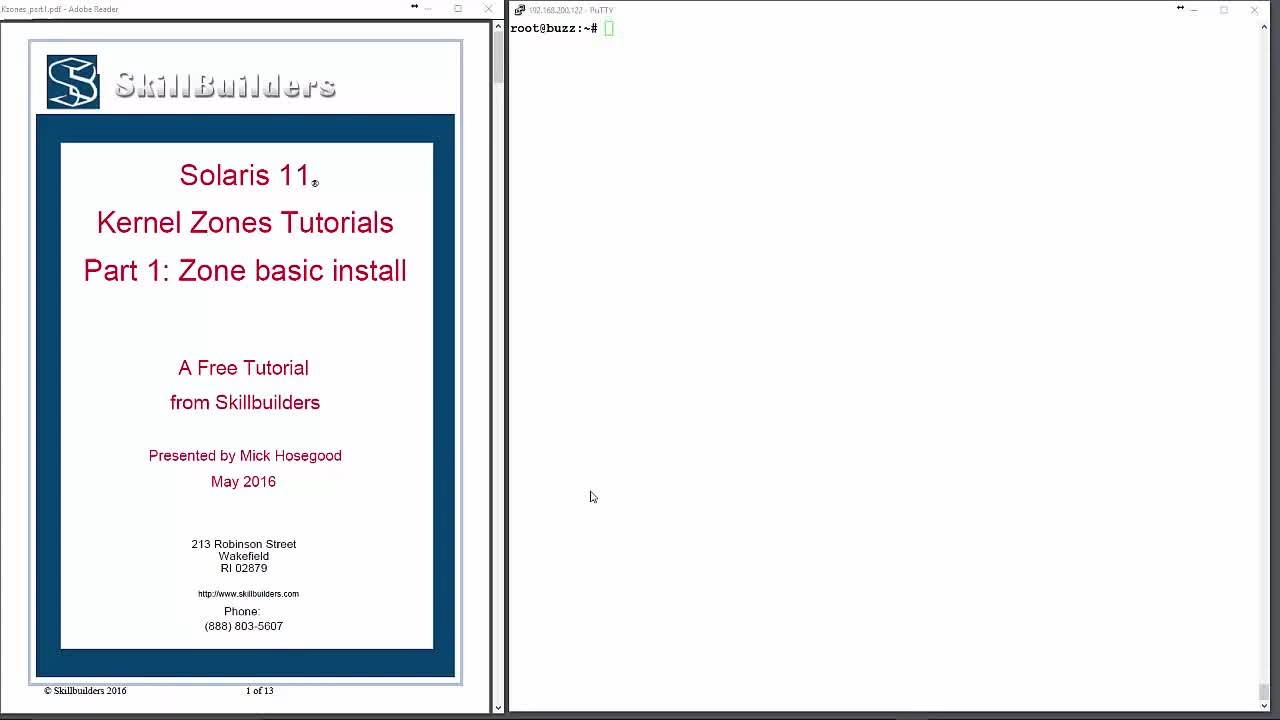 Kzones_part1.pdf - Adobe Reader
SkillBuilders
Solaris 11®
Kernel Zones Tutorials
Part 1: Zone basic install
A Free Tutorial
from Skillbuilders
Presented by Mick Hosegood
May 2016
213 Robinson Street
Wakefield
RI 02879
http://www.skillbuilders.com
Phone:
(888) 803-5607
© Skillbuilders 2016
1 of 13
192.168.200.122 - PuTTY
root@buzz:~#